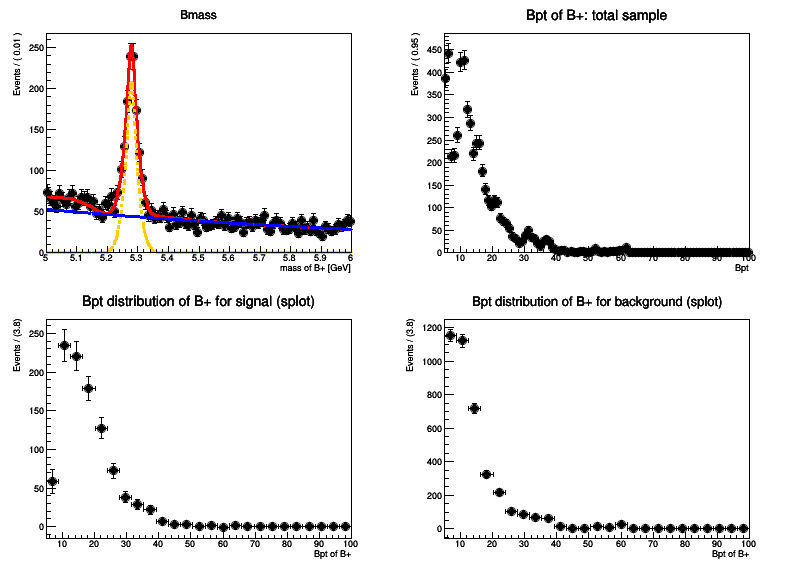 Bmass
Events / ( 0.01 )
250
200
150
100
50
0
5 5.1 5.2 5.3 5.4 5.5 5.6 5.7 5.8 5.9 6
mass of B+ [GeV]
Bpt of B+: total sample
Events / ( 0.95 )
450
400
350
300
250
200
150
100
50
0
10 20 30 40 50 60 70 80 90 100
Bpt
Bpt distribution of B+ for signal (splot)
Events / (3.8)
250
200
150
100
50
0
10 20 30 40 50 60 70 80 90 100
Bpt of B+
Bpt distribution of B+ for background (splot)
Events / (3.8)
1200
1000
800
600
400
200
0
10 20 30 40 50 60 70 80 90 100
Bpt of B+